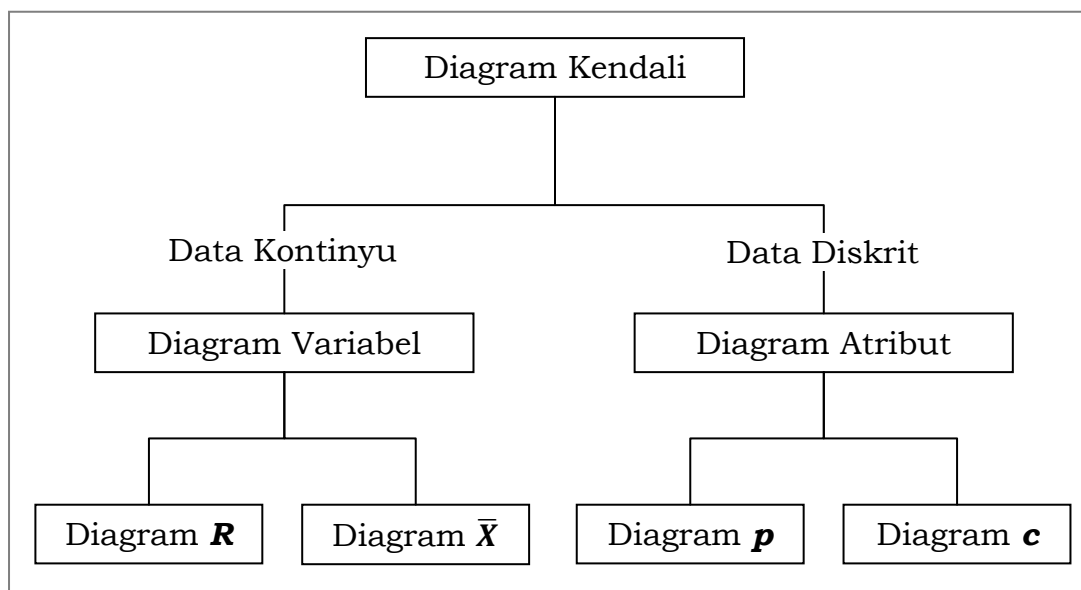 Diagram Kendali
Data Kontinyu
Data Diskrit
Diagram Variabel
Diagram Atribut
Diagram R
Diagram X̄
Diagram p
Diagram c